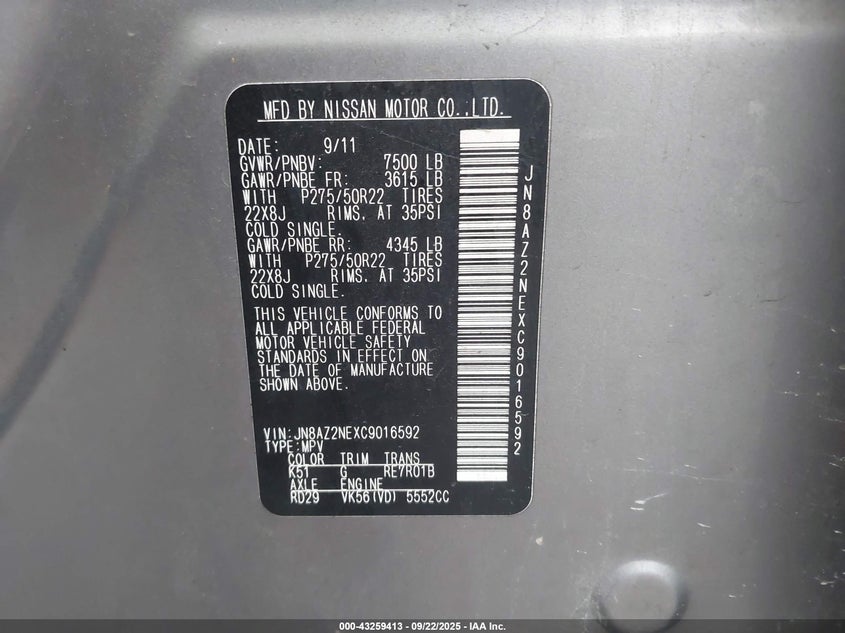 MFD BY NISSAN MOTOR CO.,LTD.
DATE: 9/11
GVWR/PNBV: 7500 LB
GAWR/PNBE FR: 3615 LB
WITH P275/50R22 TIRES
22X8J RIMS, AT 35PSI
COLD SINGLE.
GAWR/PNBE RR: 4345 LB
WITH P275/50R22 TIRES
22X8J RIMS, AT 35PSI
COLD SINGLE.
THIS VEHICLE CONFORMS TO
ALL APPLICABLE FEDERAL
MOTOR VEHICLE SAFETY
STANDARDS IN EFFECT ON
THE DATE OF MANUFACTURE
SHOWN ABOVE.
VIN:JN8AZ2NEXC9016592
TYPE:MPV
COLOR TRIM TRANS
K51 G RE7R01B
AXLE ENGINE
RD29 VK56(VD) 5552CC
JN8AZ2NEXC9016592
000-43259413 - 09/22/2025 - IAA Inc.